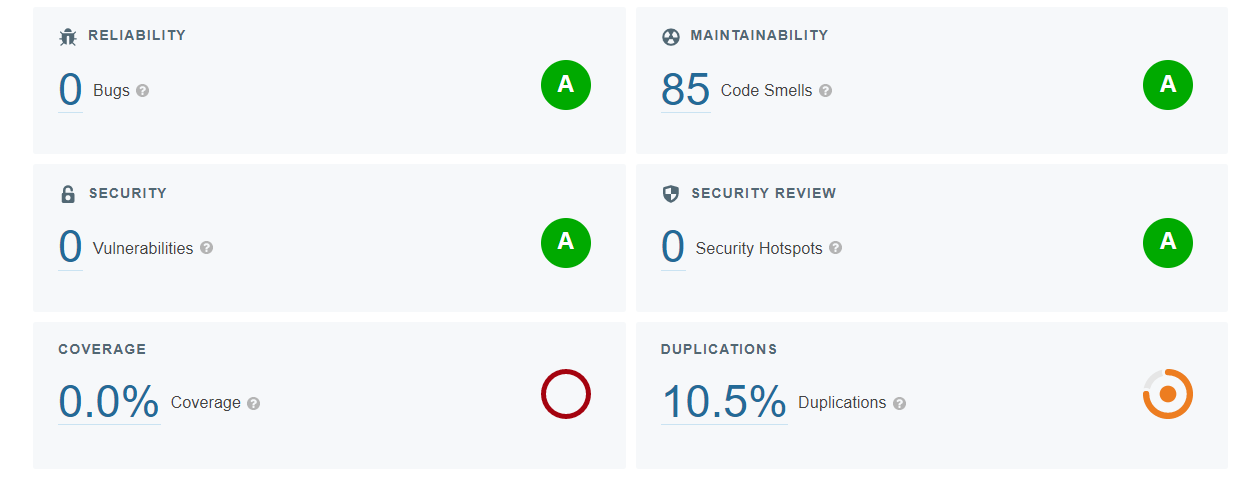 RELIABILITY
0 Bugs ?
A
MAINTAINABILITY
85 Code Smells ?
A
SECURITY
0 Vulnerabilities ?
A
SECURITY REVIEW
0 Security Hotspots ?
A
COVERAGE
0.0% Coverage ?
DUPLICATIONS
10.5% Duplications ?